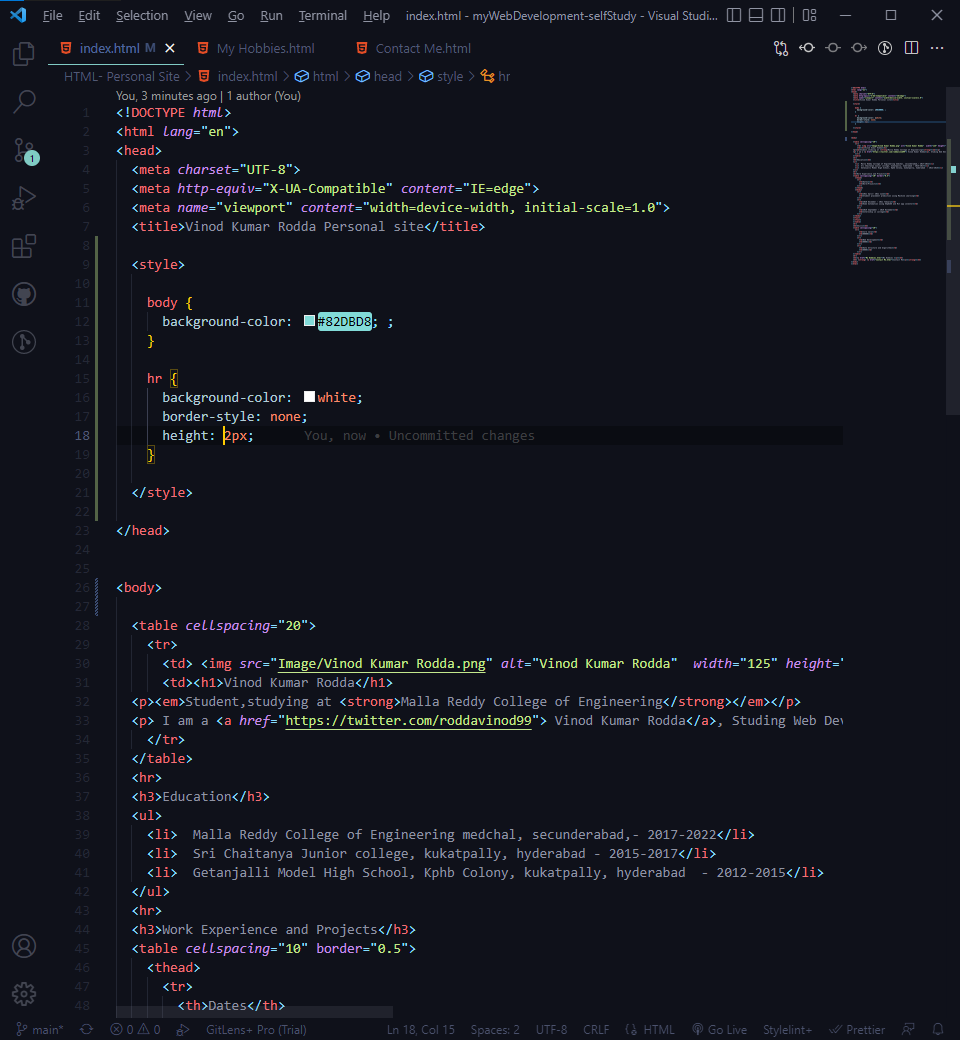 File Edit Selection View Go Run Terminal Help index.html - myWebDevelopment-selfStudy - Visual Studi...
index.html M My Hobbies.html Contact Me.html
HTML- Personal Site > index.html > html > head > style > hr
You, 3 minutes ago | 1 author (You)
1 <!DOCTYPE html>
2 <html lang="en">
3 <head>
4 <meta charset="UTF-8">
5 <meta http-equiv="X-UA-Compatible" content="IE=edge">
6 <meta name="viewport" content="width=device-width, initial-scale=1.0">
7 <title>Vinod Kumar Rodda Personal site</title>
8
9 <style>
10
11 body {
12 background-color: #82DBD8; ;
13 }
14
15 hr {
16 background-color: white;
17 border-style: none;
18 height: 2px; You, now • Uncommitted changes
19 }
20
21 </style>
22
23 </head>
24
25
26 <body>
27
28 <table cellspacing="20">
29 <tr>
30 <td> <img src="Image/Vinod Kumar Rodda.png" alt="Vinod Kumar Rodda"  width="125" height="
31 <td><h1>Vinod Kumar Rodda</h1>
32 <p><em>Student,studying at <strong>Malla Reddy College of Engineering</strong></em></p>
33 <p> I am a <a href="https://twitter.com/roddavinod99"> Vinod Kumar Rodda</a>, Studing Web Dev
34 </tr>
35 </table>
36 <hr>
37 <h3>Education</h3>
38 <ul>
39 <li>  Malla Reddy College of Engineering medchal, secunderabad,- 2017-2022</li>
40 <li>  Sri Chaitanya Junior college, kukatpally, hyderabad - 2015-2017</li>
41 <li>  Getanjalli Model High School, Kphb Colony, kukatpally, hyderabad  - 2012-2015</li>
42 </ul>
43 <hr>
44 <h3>Work Experience and Projects</h3>
45 <table cellspacing="10" border="0.5">
46 <thead>
47 <tr>
48 <th>Dates</th>
1
main* 0 0 GitLens+ Pro (Trial) Ln 18, Col 15 Spaces: 2 UTF-8 CRLF HTML Go Live Stylelint+ Prettier